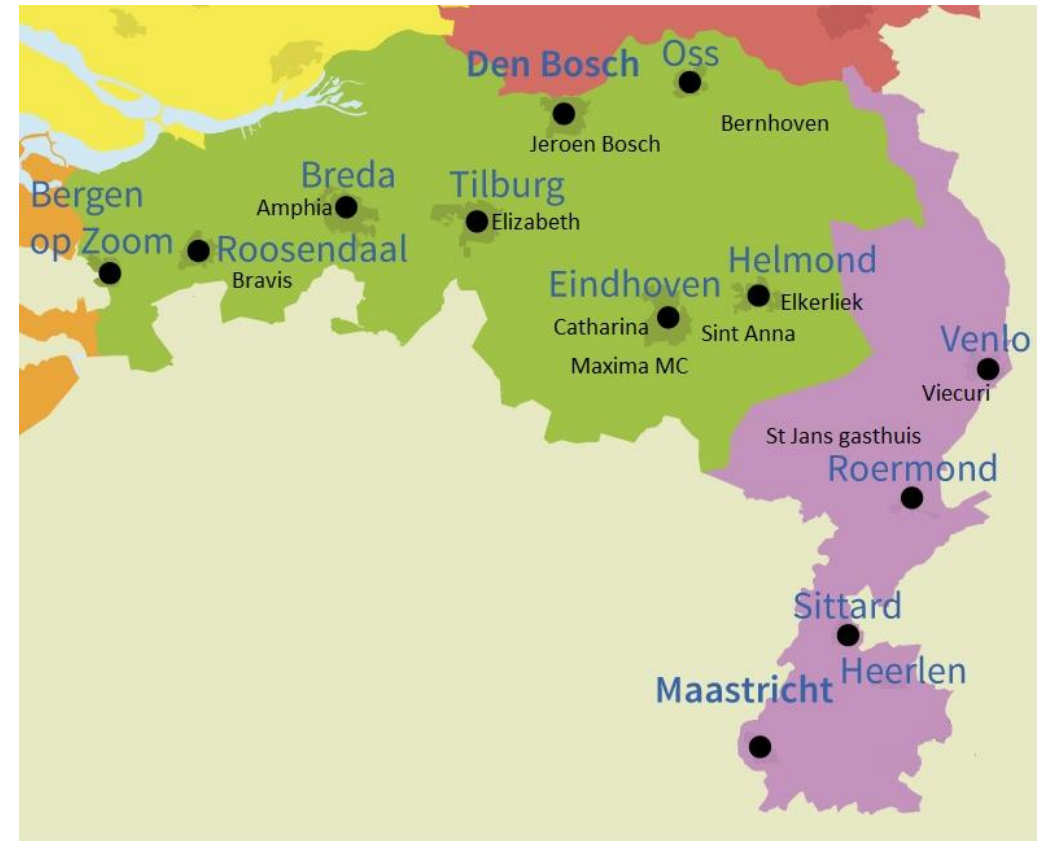 Den Bosch
Oss
Jeroen Bosch
Bernhoven
Bergen
op Zoom
Breda
Amphia
Tilburg
Elizabeth
Roosendaal
Bravis
Eindhoven
Catharina
Maxima MC
Helmond
Elkerliek
Sint Anna
Venlo
Viecuri
St Jans gasthuis
Roermond
Sittard
Heerlen
Maastricht